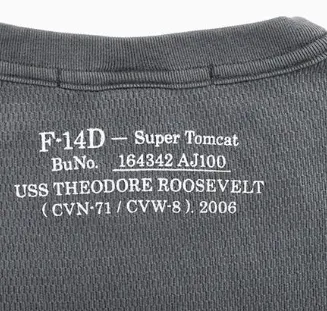 F-14D — Super Tomcat
BuNo. 164342 AJ100
USS THEODORE ROOSEVELT
( CVN-71 / CVW-8 ). 2006